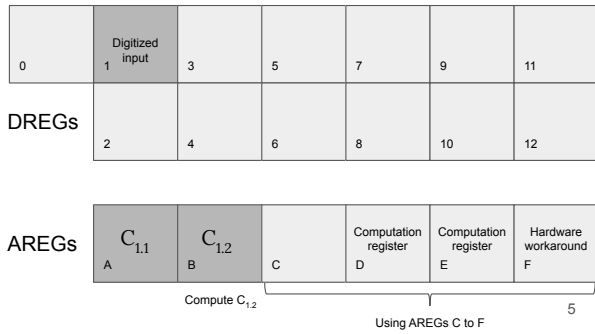 Digitized
input
0 1 3 5 7 9 11
DREGs
2 4 6 8 10 12
AREGs
C1.1 C1.2
Computation
register
Computation
register
Hardware
workaround
A B C D E F
Compute C1.2
Using AREGs C to F
5